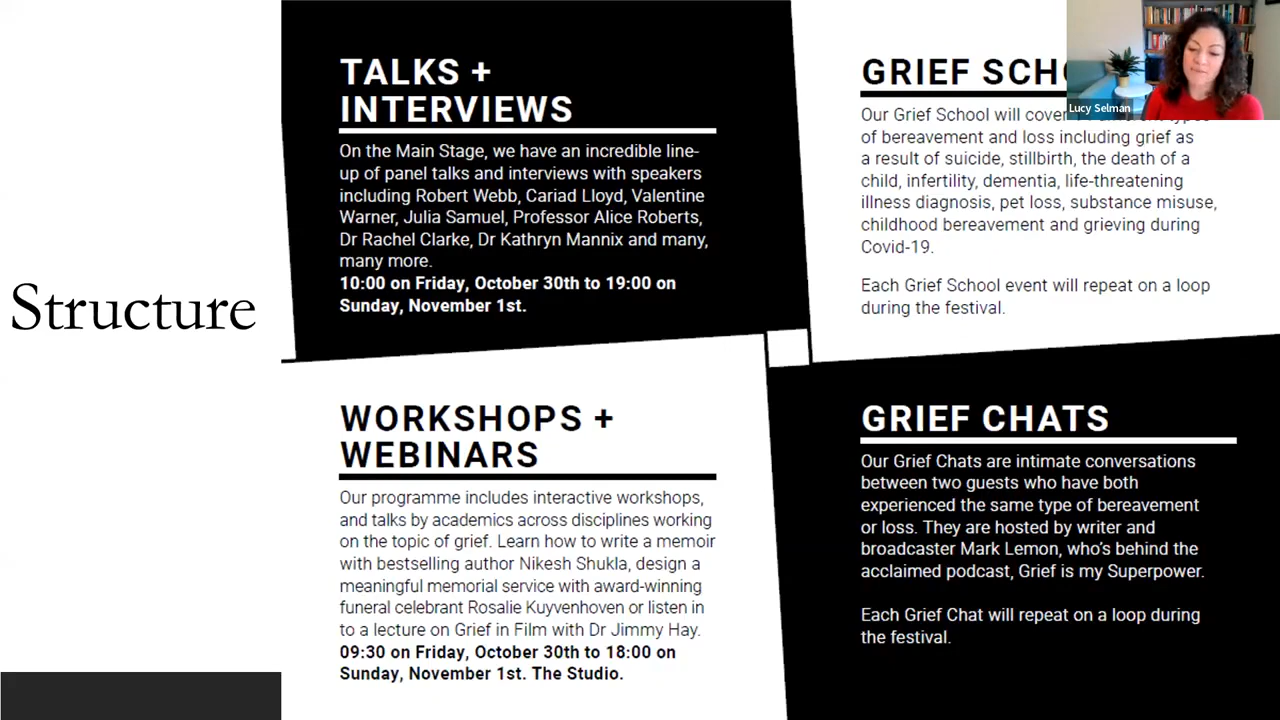 Structure
TALKS +
INTERVIEWS
On the Main Stage, we have an incredible line-
up of panel talks and interviews with speakers
including Robert Webb, Cariad Lloyd, Valentine
Warner, Julia Samuel, Professor Alice Roberts,
Dr Rachel Clarke, Dr Kathryn Mannix and many,
many more.
10:00 on Friday, October 30th to 19:00 on
Sunday, November 1st.
GRIEF SCH
Lucy Selman
Our Grief School will cover
of bereavement and loss including grief as
a result of suicide, stillbirth, the death of a
child, infertility, dementia, life-threatening
illness diagnosis, pet loss, substance misuse,
childhood bereavement and grieving during
Covid-19.
Each Grief School event will repeat on a loop
during the festival.
WORKSHOPS +
WEBINARS
Our programme includes interactive workshops,
and talks by academics across disciplines working
on the topic of grief. Learn how to write a memoir
with bestselling author Nikesh Shukla, design a
meaningful memorial service with award-winning
funeral celebrant Rosalie Kuyvenhoven or listen in
to a lecture on Grief in Film with Dr Jimmy Hay.
09:30 on Friday, October 30th to 18:00 on
Sunday, November 1st. The Studio.
GRIEF CHATS
Our Grief Chats are intimate conversations
between two guests who have both
experienced the same type of bereavement
or loss. They are hosted by writer and
broadcaster Mark Lemon, who's behind the
acclaimed podcast, Grief is my Superpower.
Each Grief Chat will repeat on a loop during
the festival.